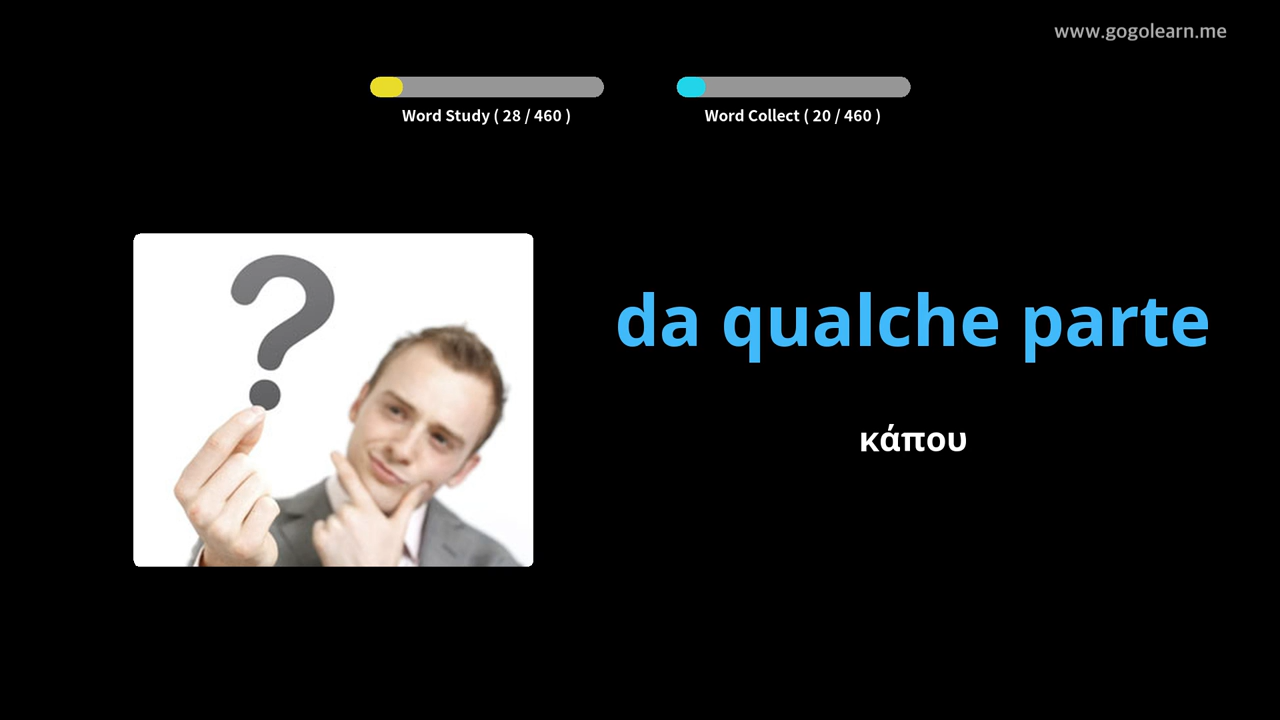 www.gogolearn.me
Word Study ( 28 / 460 )
Word Collect ( 20 / 460 )
da qualche parte
κάπου